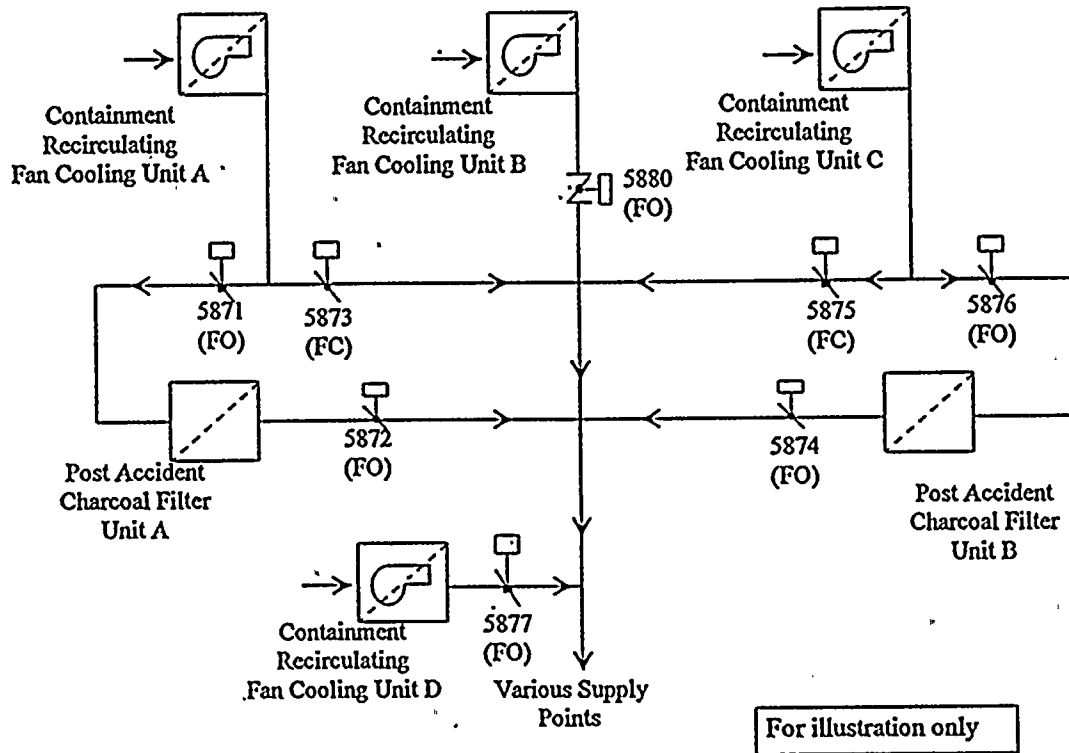 Containment
Recirculating
Fan Cooling Unit A
Containment
Recirculating
Fan Cooling Unit B
Containment
Recirculating
Fan Cooling Unit C
5880
(FO)
5871
(FO)
5873
(FC)
5875
(FC)
5876
(FO)
5872
(FO)
5874
(FO)
Post Accident
Charcoal Filter
Unit A
Post Accident
Charcoal Filter
Unit B
5877
(FO)
Containment
Recirculating
Fan Cooling Unit D
Various Supply
Points
For illustration only